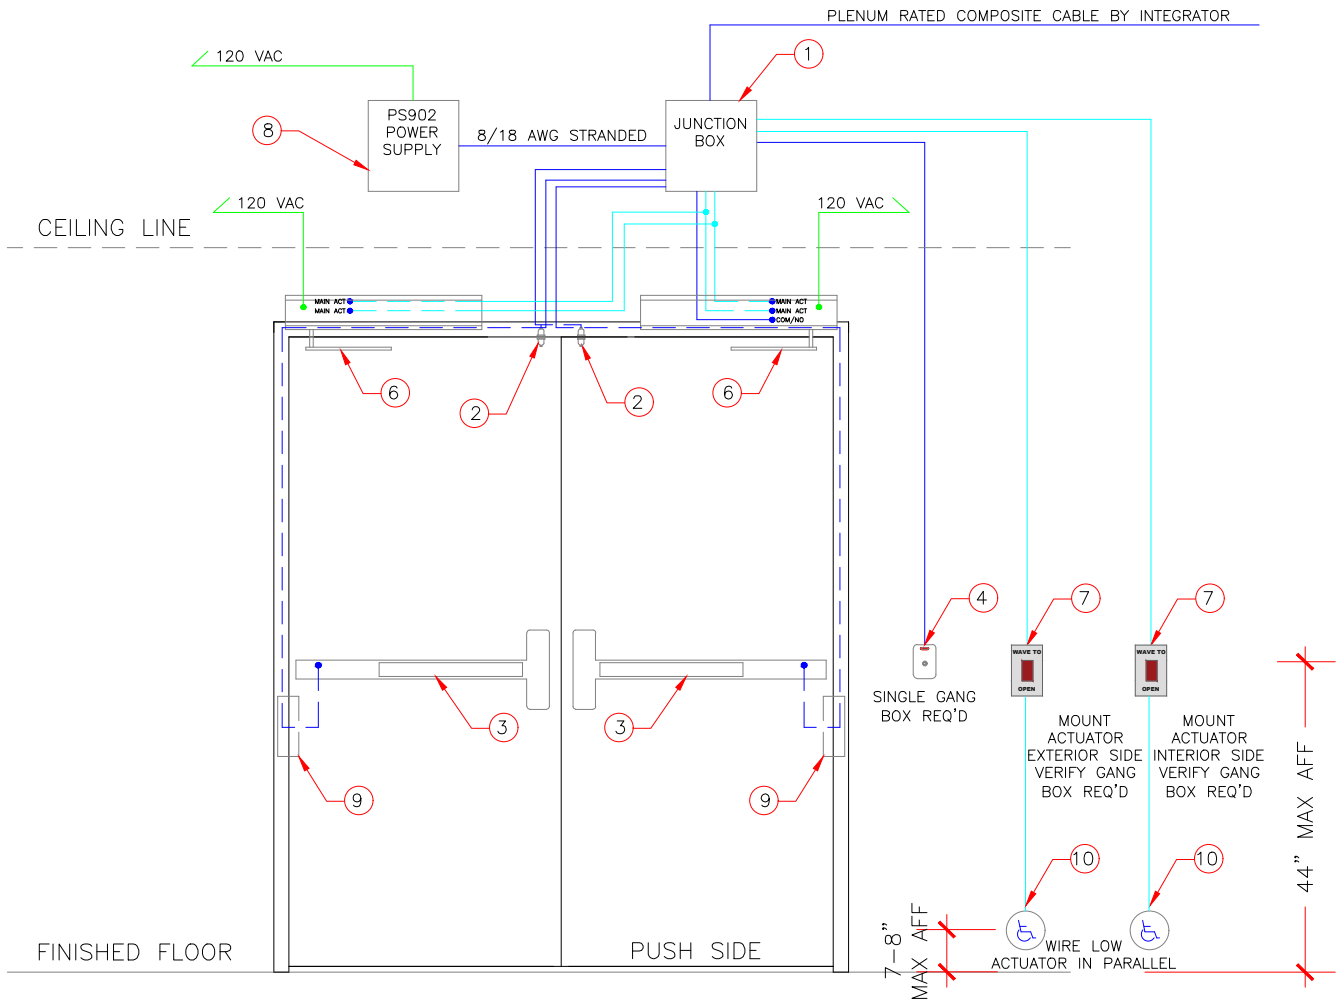 PLENUM RATED COMPOSITE CABLE BY INTEGRATOR
120 VAC
1
PS902
POWER
SUPPLY
8
8/18 AWG STRANDED
JUNCTION
BOX
120 VAC
120 VAC
CEILING LINE
MAIN ACT
MAIN ACT
MAIN ACT
MAIN ACT
COM/NO
6
2
2
6
4
7
7
WAVE TO
OPEN
WAVE TO
OPEN
SINGLE GANG
BOX REQ'D
3
3
MOUNT
ACTUATOR
EXTERIOR SIDE
VERIFY GANG
BOX REQ'D
MOUNT
ACTUATOR
INTERIOR SIDE
VERIFY GANG
BOX REQ'D
9
9
44" MAX AFF
10
10
7-8"
MAX AFF
WIRE LOW
ACTUATOR IN PARALLEL
FINISHED FLOOR
PUSH SIDE